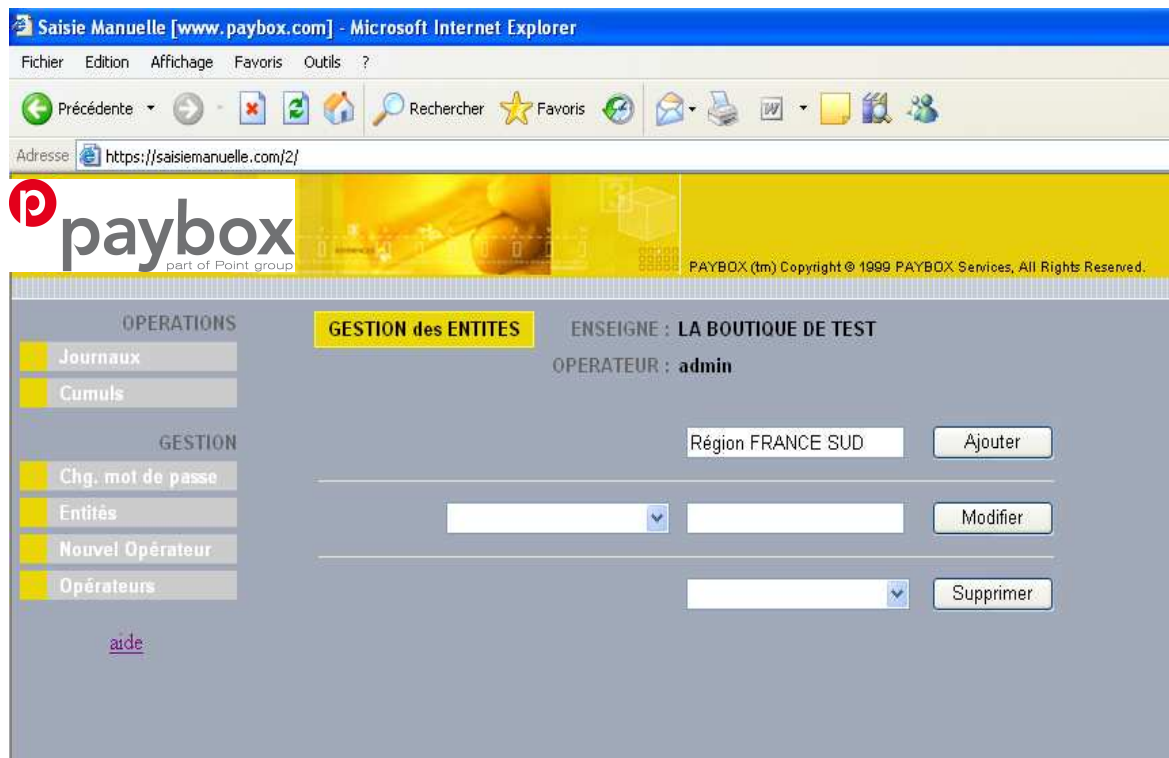 Saisie Manuelle [www.paybox.com] - Microsoft Internet Explorer
Fichier Edition Affichage Favoris Outils ?
Précédente Rechercher Favoris
Adresse https://saisiemanuelle.com/2/
p paybox
part of Point group
3
PAYBOX (tm) Copyright © 1999 PAYBOX Services, All Rights Reserved.
OPERATIONS
Journaux
Cumuls
GESTION
Chg. mot de passe
Entités
Nouvel Opérateur
Opérateurs
aide
GESTION des ENTITES ENSEIGNE : LA BOUTIQUE DE TEST
OPERATEUR : admin
Région FRANCE SUD Ajouter
Modifier
Supprimer